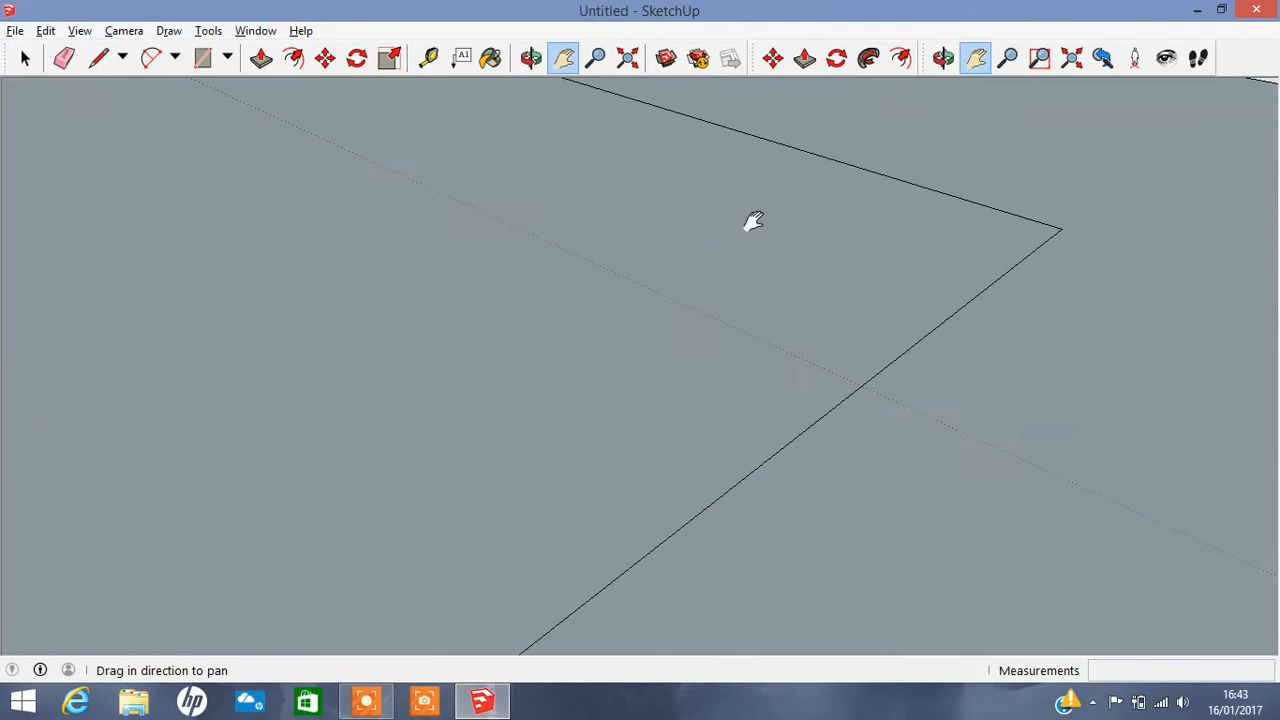 Untitled - SketchUp
File Edit View Camera Draw Tools Window Help
A1
Drag in direction to pan
Measurements
16:43
16/01/2017